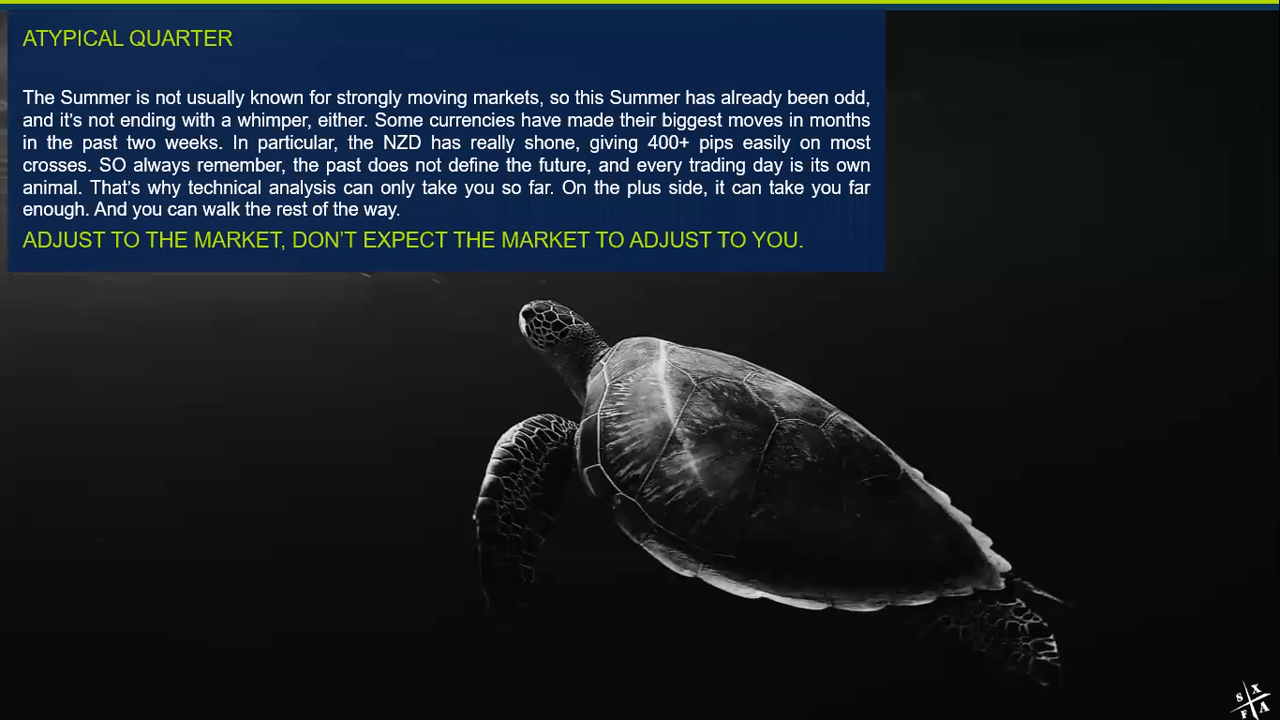 ATYPICAL QUARTER
The Summer is not usually known for strongly moving markets, so this Summer has already been odd,
and it's not ending with a whimper, either. Some currencies have made their biggest moves in months
in the past two weeks. In particular, the NZD has really shone, giving 400+ pips easily on most
crosses. SO always remember, the past does not define the future, and every trading day is its own
animal. That's why technical analysis can only take you so far. On the plus side, it can take you far
enough. And you can walk the rest of the way.
ADJUST TO THE MARKET, DON'T EXPECT THE MARKET TO ADJUST TO YOU.
S X
F A